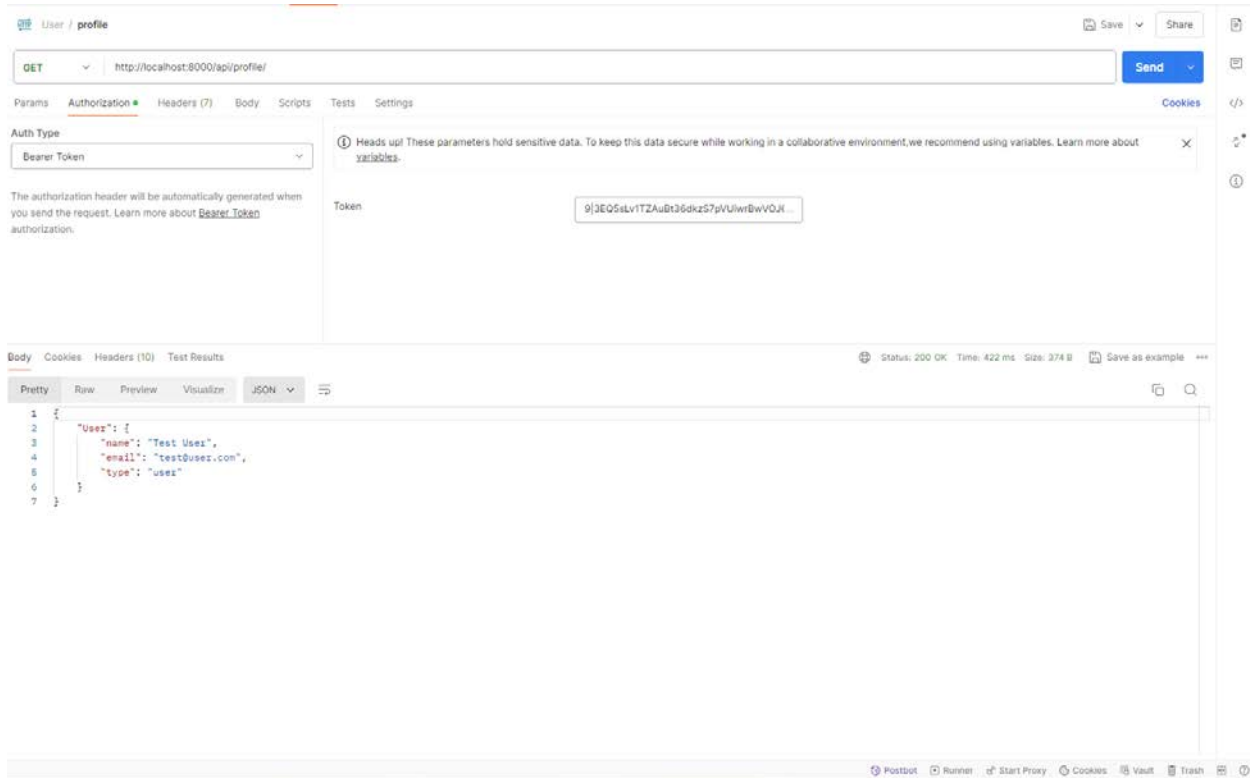 User / profile
Save
Share
GET
http://localhost:8000/api/profile/
Send
Params Authorization Headers (7) Body Scripts Tests Settings
Cookies
Auth Type
Bearer Token
The authorization header will be automatically generated when
you send the request. Learn more about Bearer Token
authorization.
Heads up! These parameters hold sensitive data. To keep this data secure while working in a collaborative environment,we recommend using variables. Learn more about
variables.
Token
Body Cookies Headers (10) Test Results
Status: 200 OK Time: 422 ms Size: 374 B Save as example
Pretty Raw Preview Visualize JSON
1 {
2 "User": {
3 "name": "Test User",
4 "email": "test@user.com",
5 "type": "user"
6 }
7 }
Postbot Runner Start Proxy Cookies Vault Trash